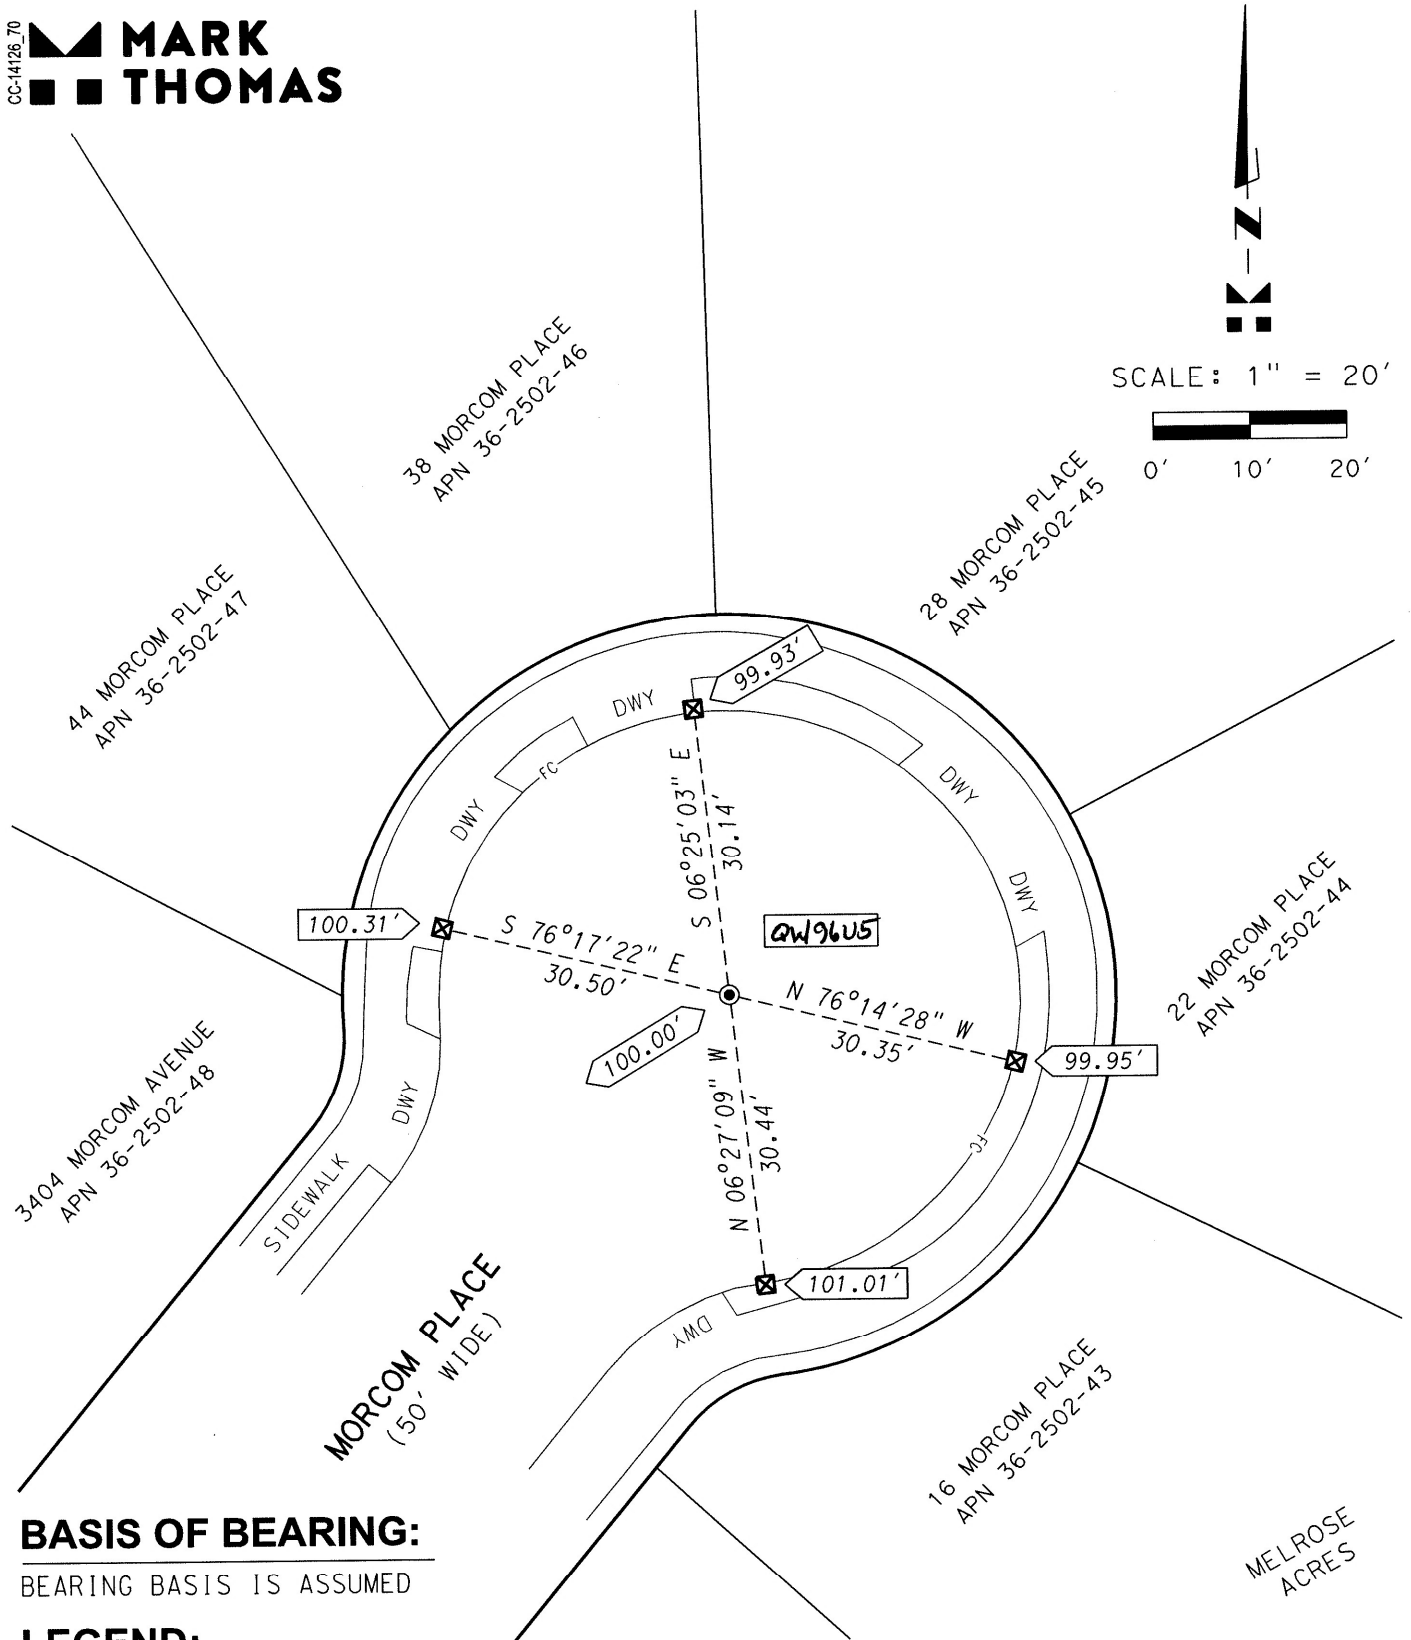 CC-14126_70
MARK
THOMAS
N
SCALE: 1" = 20'
0' 10' 20'
38 MORCOM PLACE
APN 36-2502-46
28 MORCOM PLACE
APN 36-2502-45
44 MORCOM PLACE
APN 36-2502-47
99.93'
DWY
FC
DWY
DWY
DWY
S 06°25'03" E
30.14'
100.31'
S 76°17'22" E
30.50'
QW96U5
N 76°14'28" W
30.35'
22 MORCOM PLACE
APN 36-2502-44
100.00'
99.95'
3404 MORCOM AVENUE
APN 36-2502-48
DWY
N 06°27'09" W
30.44'
FC
SIDEWALK
101.01'
DWY
MORCOM PLACE
(50' WIDE)
16 MORCOM PLACE
APN 36-2502-43
MELROSE
ACRES
BASIS OF BEARING:
BEARING BASIS IS ASSUMED
LEGEND: